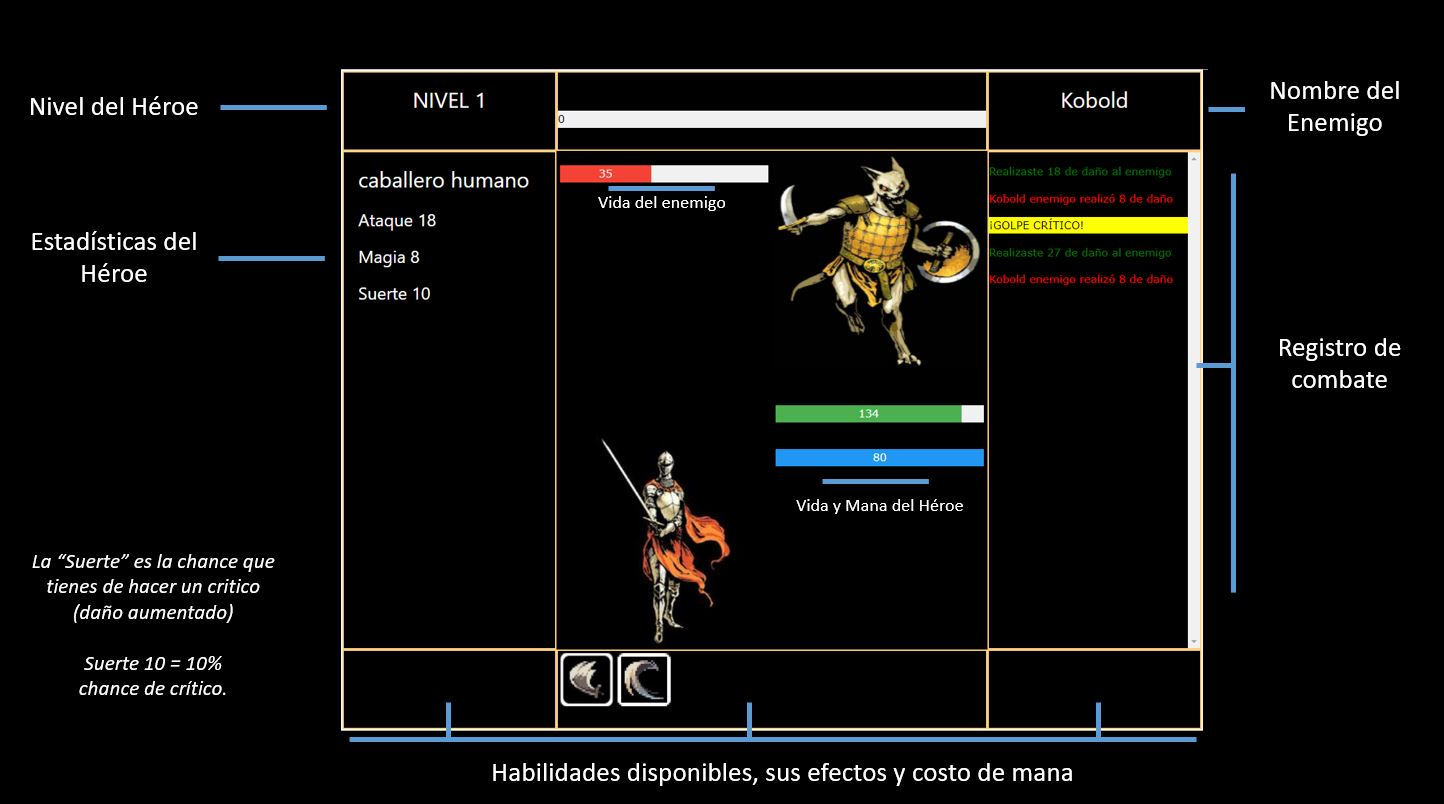 Nivel del Héroe
NIVEL 1
0
Kobold
Nombre del
Enemigo
Estadísticas del
Héroe
caballero humano
Ataque 18
Magia 8
Suerte 10
35
Vida del enemigo
134
80
Vida y Mana del Héroe
Realizaste 18 de daño al enemigo
Kobold enemigo realizó 8 de daño
¡GOLPE CRÍTICO!
Realizaste 27 de daño al enemigo
Kobold enemigo realizó 8 de daño
Registro de
combate
La “Suerte” es la chance que
tienes de hacer un critico
(daño aumentado)
Suerte 10 = 10%
chance de crítico.
Habilidades disponibles, sus efectos y costo de mana